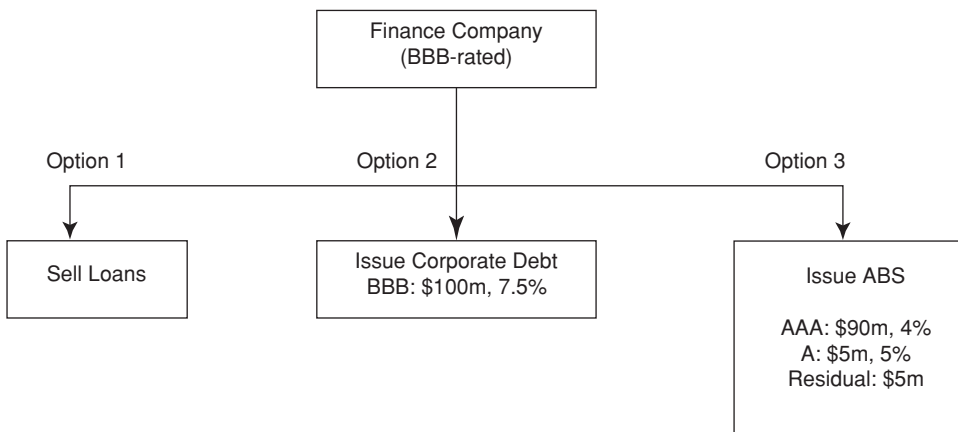 Finance Company
(BBB-rated)
Option 1
Option 2
Option 3
Sell Loans
Issue Corporate Debt
BBB: $100m, 7.5%
Issue ABS
AAA: $90m, 4%
A: $5m, 5%
Residual: $5m